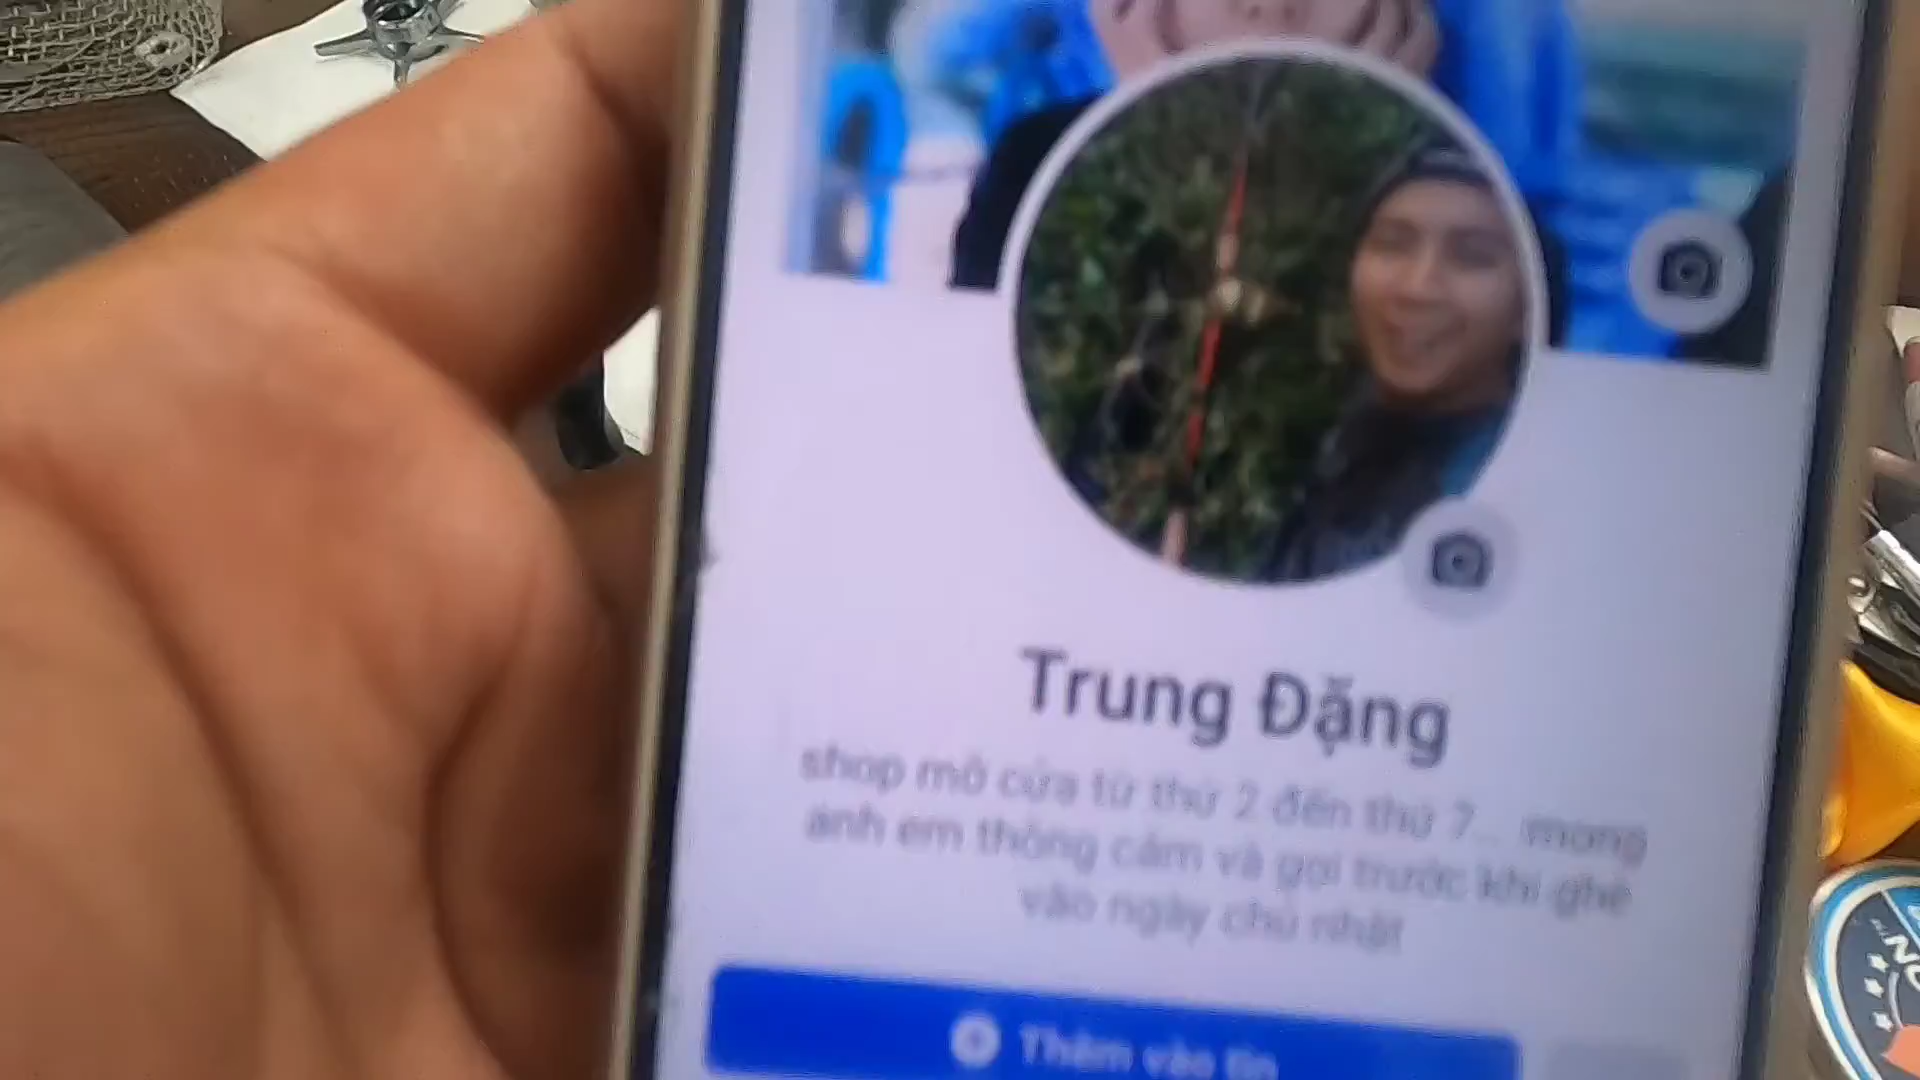 Trung Đặng
shop mở cửa từ thứ 2 đến thứ 7... mong
anh em thông cảm và gọi trước khi ghé
vào ngày chủ nhật
Thêm vào tin